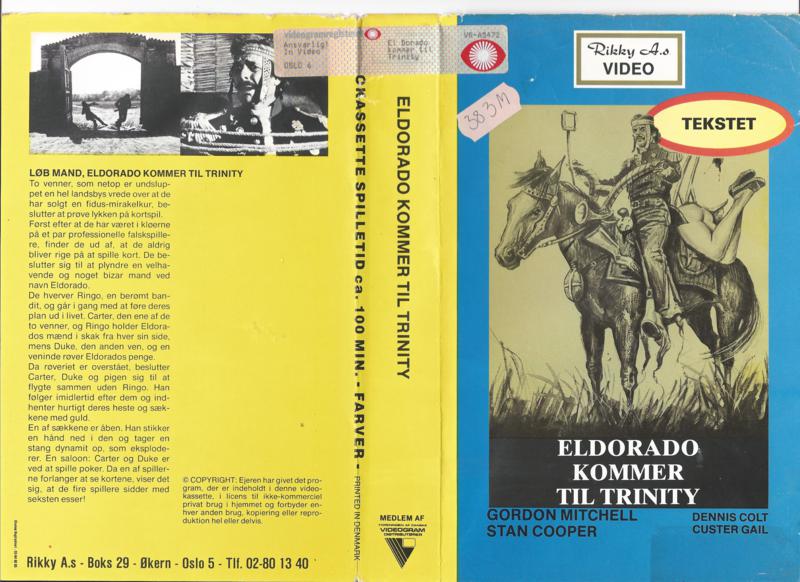 videogramregister
Ansvarlig
In Video
OSLO 6
El Dorado
kommer til
Trinity
V6-A5472
LØB MAND, ELDORADO KOMMER TIL TRINITY
To venner, som netop er undslup-
pet en hel landsbys vrede over at de
har solgt en fidus-mirakelkur, be-
slutter at prøve lykken på kortspil.
Først efter at de har været i kløerne
på et par professionelle falskspille-
re, finder de ud af, at de aldrig
bliver rige på at spille kort. De be-
slutter sig til at plyndre en velha-
vende og noget bizar mand ved
navn Eldorado.
De hverver Ringo, en berømt ban-
dit, og går i gang med at føre deres
plan ud i livet. Carter, den ene af de
to venner, og Ringo holder Eldora-
dos mænd i skak fra hver sin side,
mens Duke, den anden ven, og en
veninde røver Eldorados penge.
Da røveriet er overstået, beslutter
Carter, Duke og pigen sig til at
flygte sammen uden Ringo. Han
følger imidlertid efter dem og ind-
henter hurtigt deres heste og sæk-
kene med guld.
En af sækkene er åben. Han stikker
en hånd ned i den og tager en
stang dynamit op, som eksplode-
rer. En saloon: Carter og Duke er
ved at spille poker. Da en af spiller-
ne forlanger at se kortene, viser det
sig, at de fire spillere sidder med
seksten esser!
© COPYRIGHT: Ejeren har givet det pro-
gram, der er indeholdt i denne video-
kassette, i licens til ikke-kommerciel
privat brug i hjemmet og forbyder en-
hver anden brug, kopiering eller repro-
duktion hel eller delvis.
Rikky A.s - Boks 29 - Økern - Oslo 5 - Tlf. 02-80 13 40
CKASSETTE SPILLETID ca. 100 MIN. - FARVER -
PRINTED IN DENMARK
ELDORADO KOMMER TIL TRINITY
MEDLEM AF
VIDEOGRAM
DISTRIBUTØRER
Rikky A.s
VIDEO
383M
TEKSTET
ELDORADO
KOMMER
TIL TRINITY
GORDON MITCHELL
STAN COOPER
DENNIS COLT
CUSTER GAIL